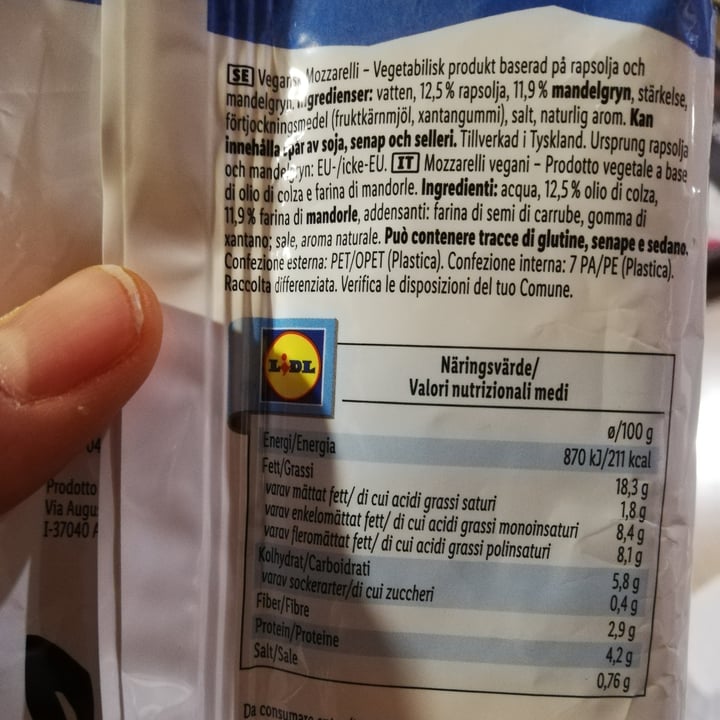 SE Vegansk Mozzarelli – Vegetabilisk produkt baserad på rapsolja och
mandelgryn. Ingredienser: vatten, 12,5 % rapsolja, 11,9 % mandelgryn, stärkelse,
förtjockningsmedel (fruktkärnmjöl, xantangummi), salt, naturlig arom. Kan
innehålla spår av soja, senap och selleri. Tillverkad i Tyskland. Ursprung rapsolja
och mandelgryn: EU-/icke-EU. IT Mozzarelli vegani – Prodotto vegetale a base
di olio di colza e farina di mandorle. Ingredienti: acqua, 12,5 % olio di colza,
11,9 % farina di mandorle, addensanti: farina di semi di carrube, gomma di
xantano; sale, aroma naturale. Può contenere tracce di glutine, senape e sedano.
Confezione esterna: PET/OPET (Plastica). Confezione interna: 7 PA/PE (Plastica).
Raccolta differenziata. Verifica le disposizioni del tuo Comune.
LIDL
Näringsvärde/
Valori nutrizionali medi
ø/100 g
Energi/Energia 870 kJ/211 kcal
Fett/Grassi 18,3 g
varav mättat fett/ di cui acidi grassi saturi 1,8 g
varav enkelomättat fett/ di cui acidi grassi monoinsaturi 8,4 g
varav fleromättat fett/ di cui acidi grassi polinsaturi 8,1 g
Kolhydrat/Carboidrati 5,8 g
varav sockerarter/di cui zuccheri 0,4 g
Fiber/Fibre 2,9 g
Protein/Proteine 4,2 g
Salt/Sale 0,76 g
Da consumarsi
04
Prodotto
Via Augu
I-37040 A